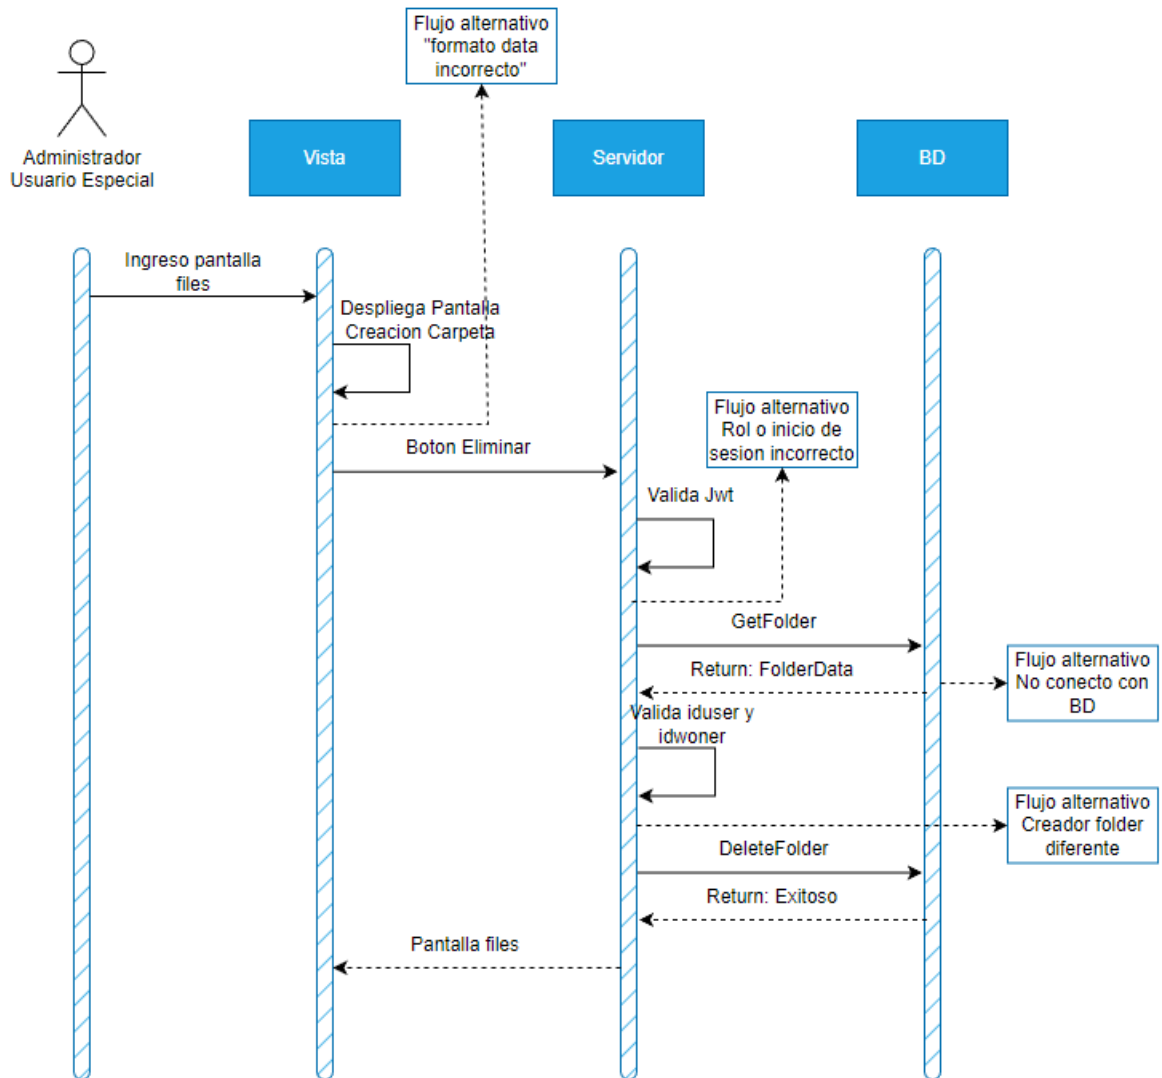 Flujo alternativo
"formato data
incorrecto"
Administrador
Usuario Especial
Vista
Servidor
BD
Ingreso pantalla
files
Despliega Pantalla
Creacion Carpeta
Flujo alternativo
Rol o inicio de
sesion incorrecto
Boton Eliminar
Valida Jwt
GetFolder
Return: FolderData
Flujo alternativo
No conecto con
BD
Valida iduser y
idwoner
Flujo alternativo
Creador folder
diferente
DeleteFolder
Return: Exitoso
Pantalla files